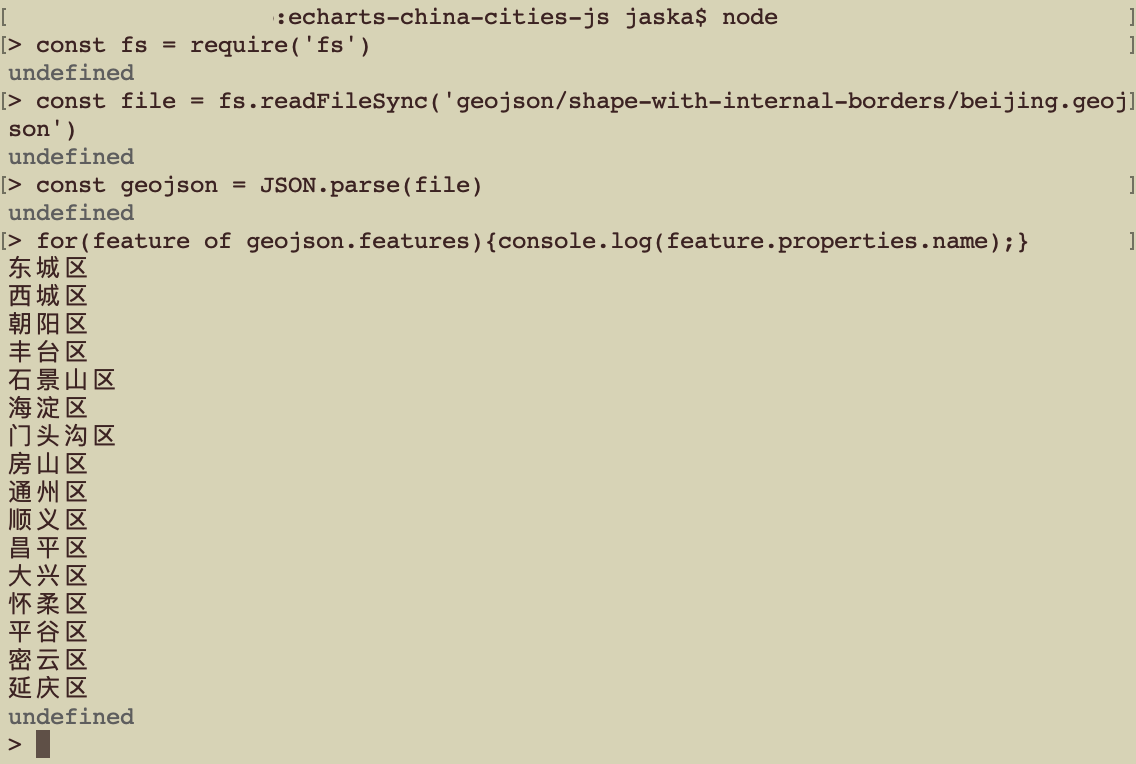 [ :echarts-china-cities-js jaska$ node ]
[> const fs = require('fs') ]
undefined
[> const file = fs.readFileSync('geojson/shape-with-internal-borders/beijing.geoj]
son')
undefined
[> const geojson = JSON.parse(file) ]
undefined
[> for(feature of geojson.features){console.log(feature.properties.name);} ]
东城区
西城区
朝阳区
丰台区
石景山区
海淀区
门头沟区
房山区
通州区
顺义区
昌平区
大兴区
怀柔区
平谷区
密云区
延庆区
undefined
>